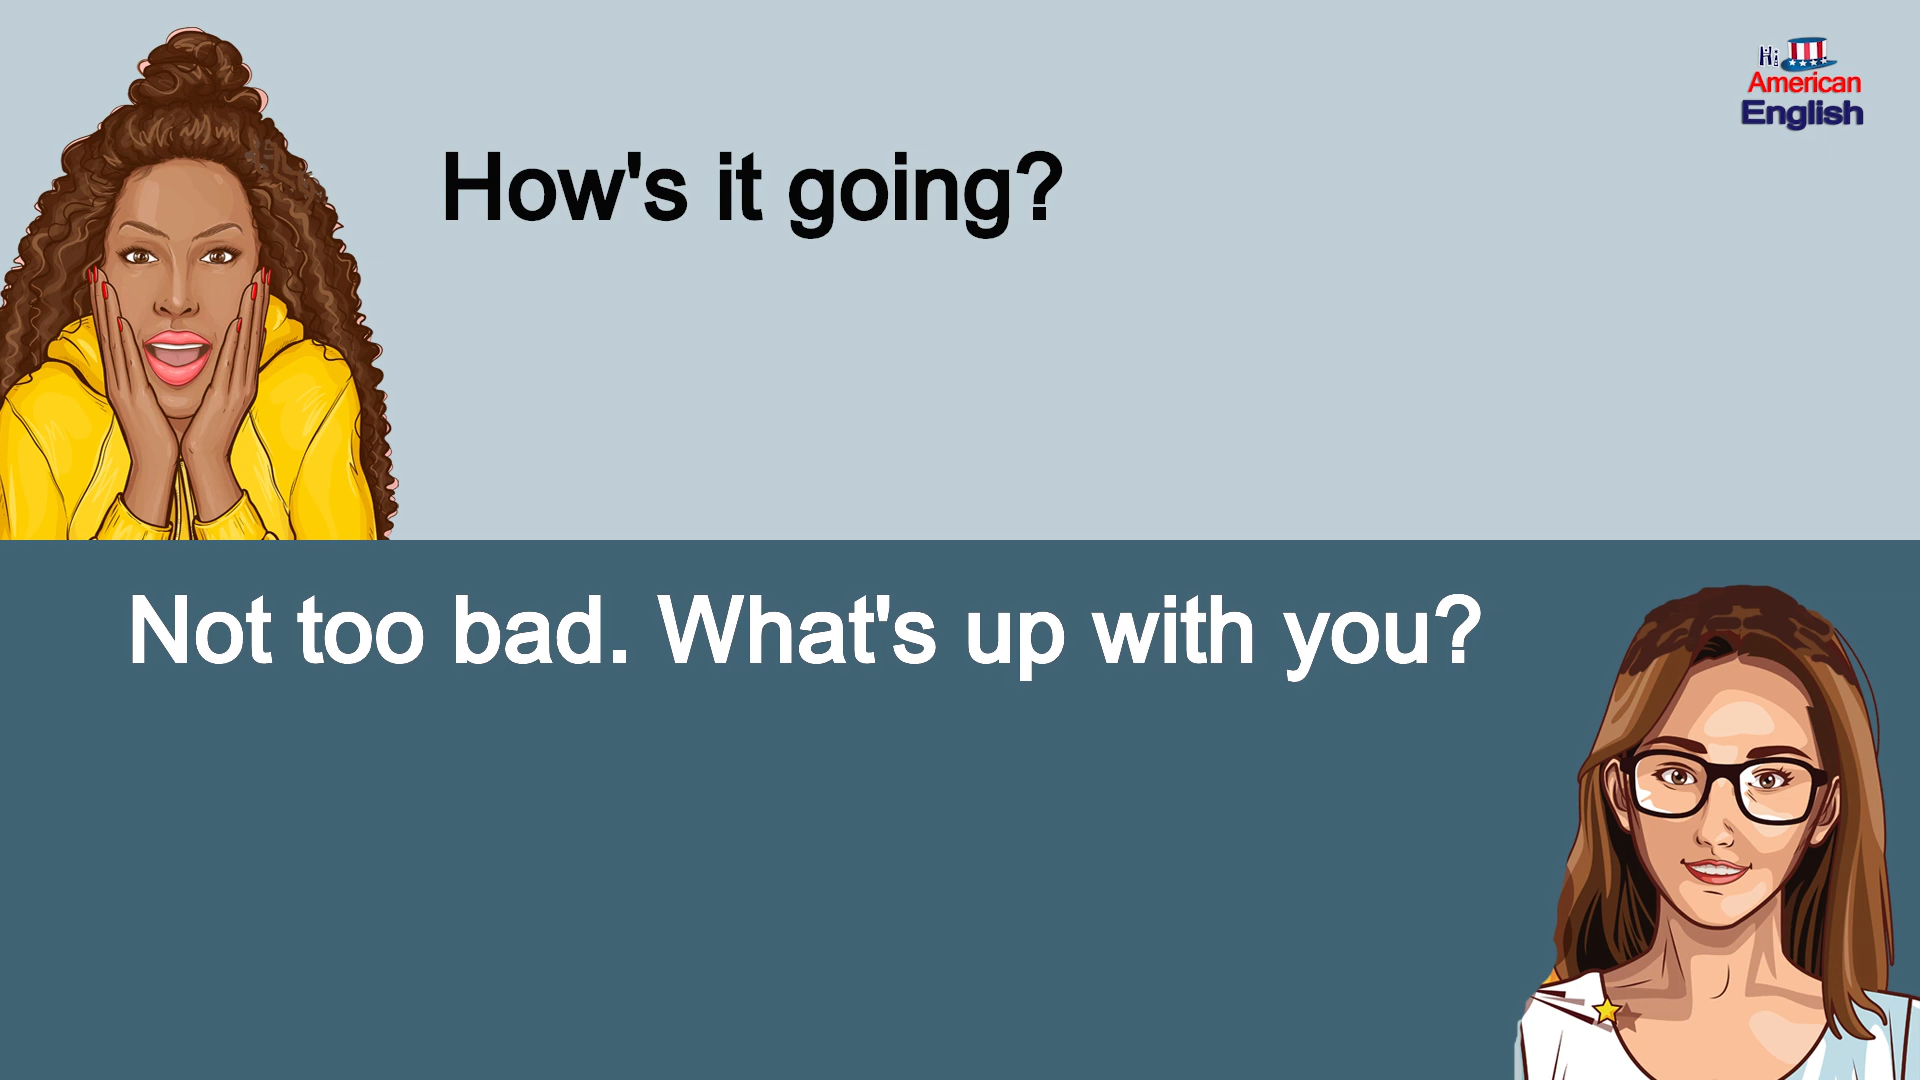 Hi
American
English
How's it going?
Not too bad. What's up with you?